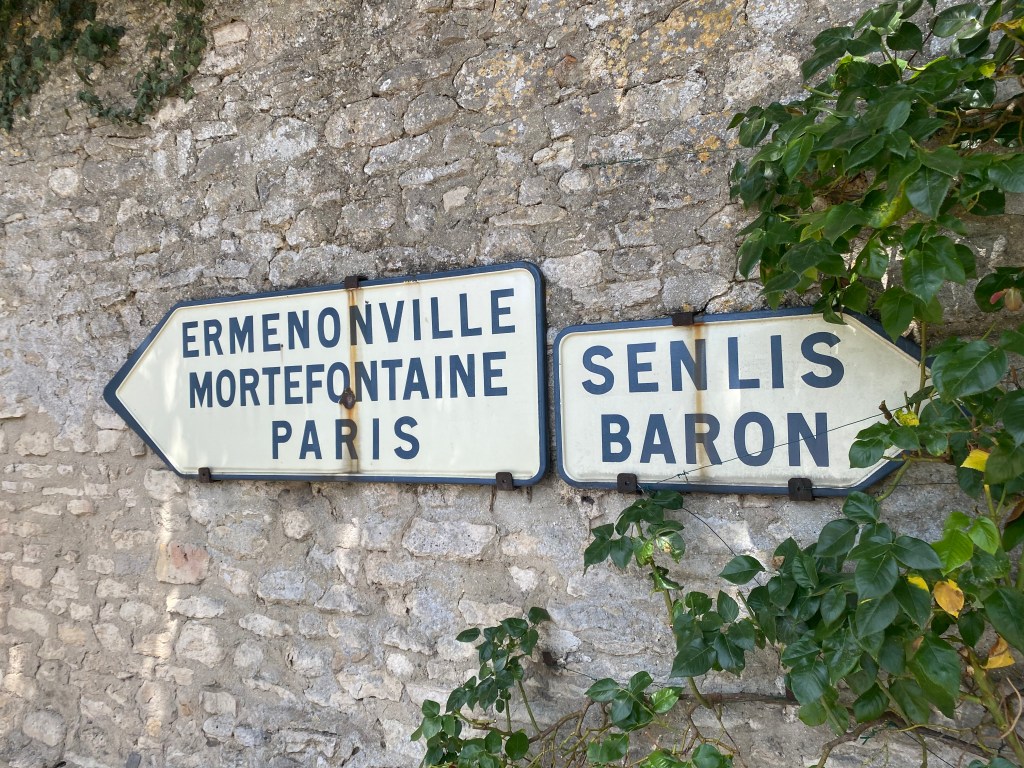 ERMENONVILLE
MORTEFONTAINE
PARIS
SENLIS
BARON